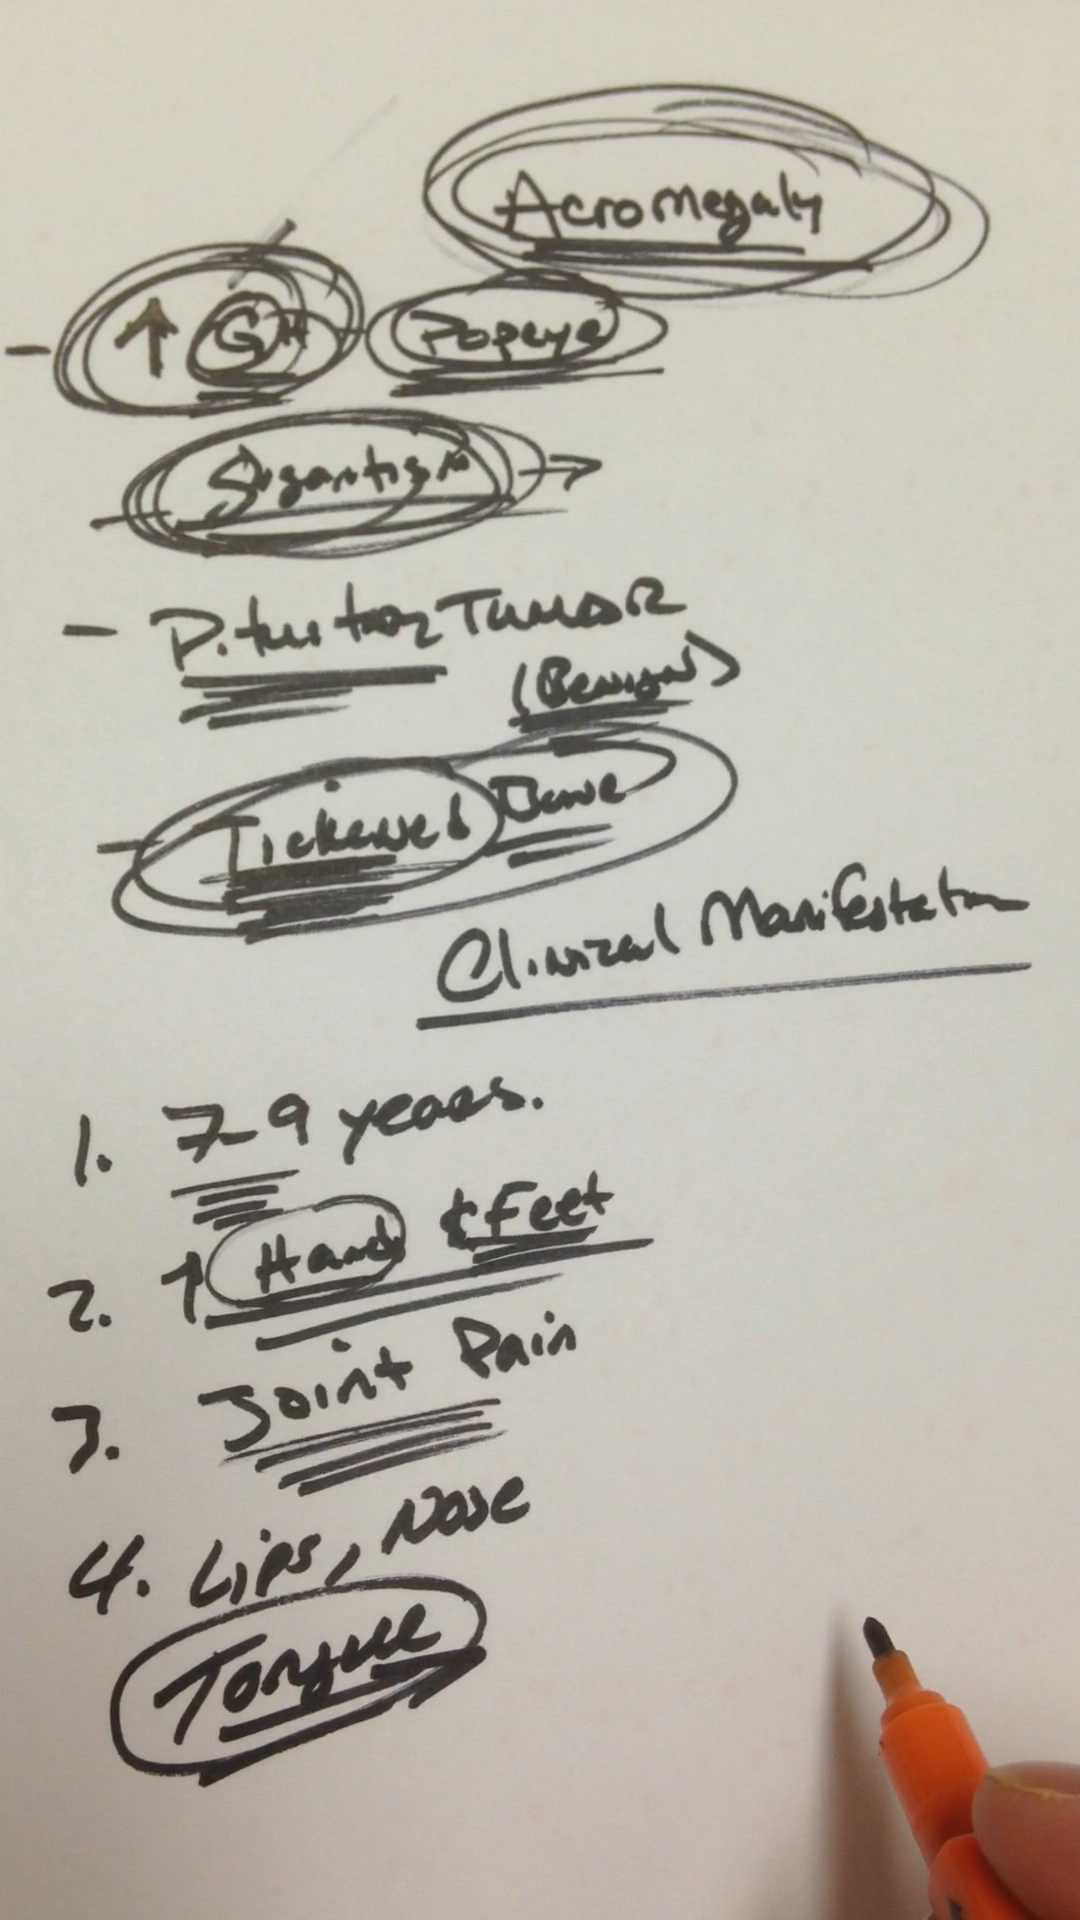 Acromegaly
- ↑ GH - Popeye
- Gigantism →
- Pituitary Tumor
(Benign)
- Tickened Bone
Clinical Manifestation
1. 7-9 years.
2. ↑ Hands & Feet
3. Joint Pain
4. Lips, Nose
Tongue